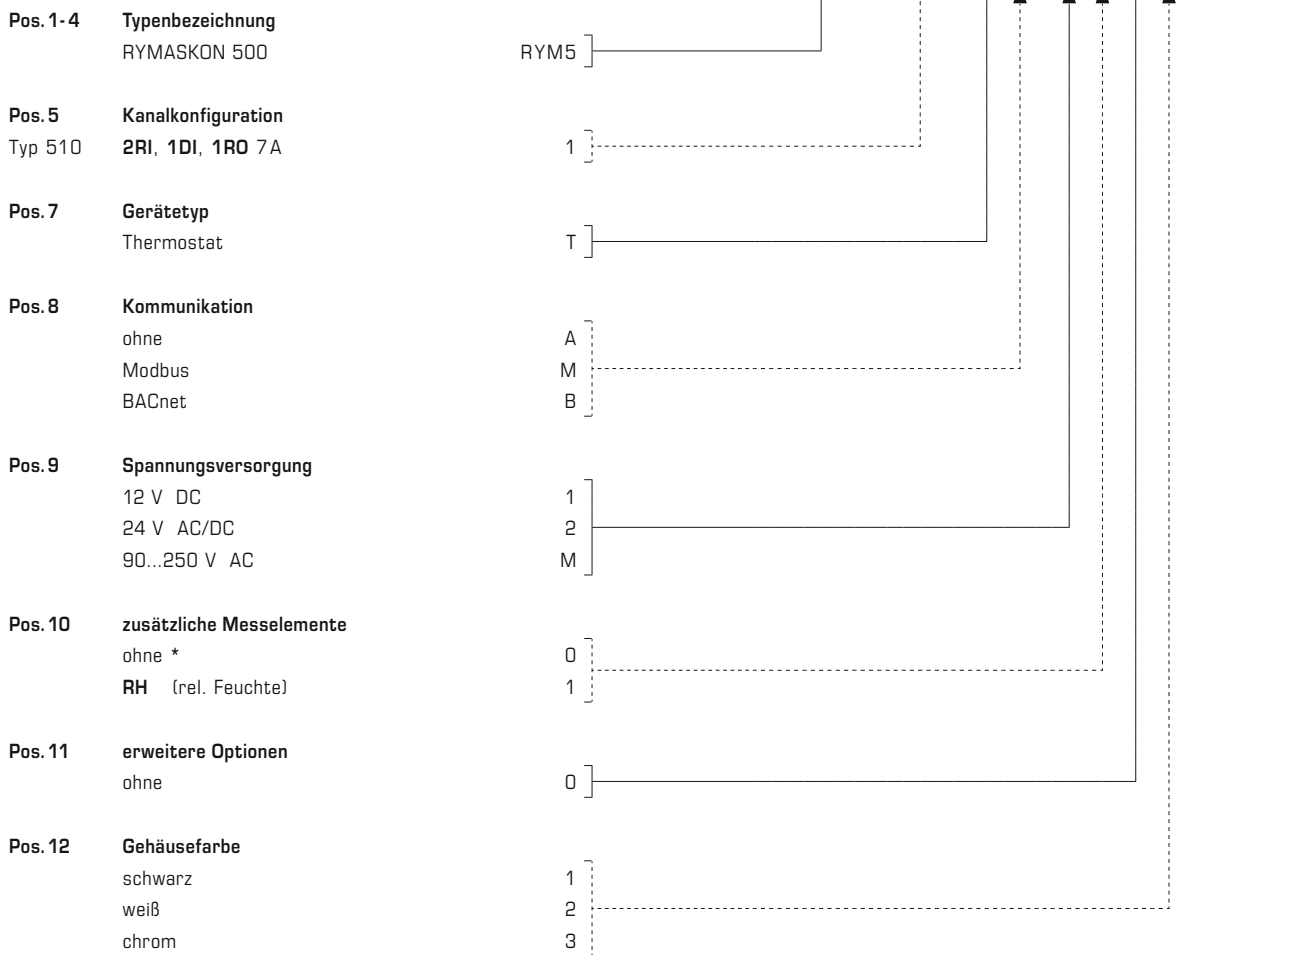 Pos. 1-4 Typenbezeichnung
RYMASKON 500 RYM5
Pos. 5 Kanalkonfiguration
Typ 510 2RI, 1DI, 1RO 7A 1
Pos. 7 Gerätetyp
Thermostat T
Pos. 8 Kommunikation
ohne A
Modbus M
BACnet B
Pos. 9 Spannungsversorgung
12 V DC 1
24 V AC/DC 2
90...250 V AC M
Pos. 10 zusätzliche Messelemente
ohne * 0
RH (rel. Feuchte) 1
Pos. 11 erweitere Optionen
ohne 0
Pos. 12 Gehäusefarbe
schwarz 1
weiß 2
chrom 3